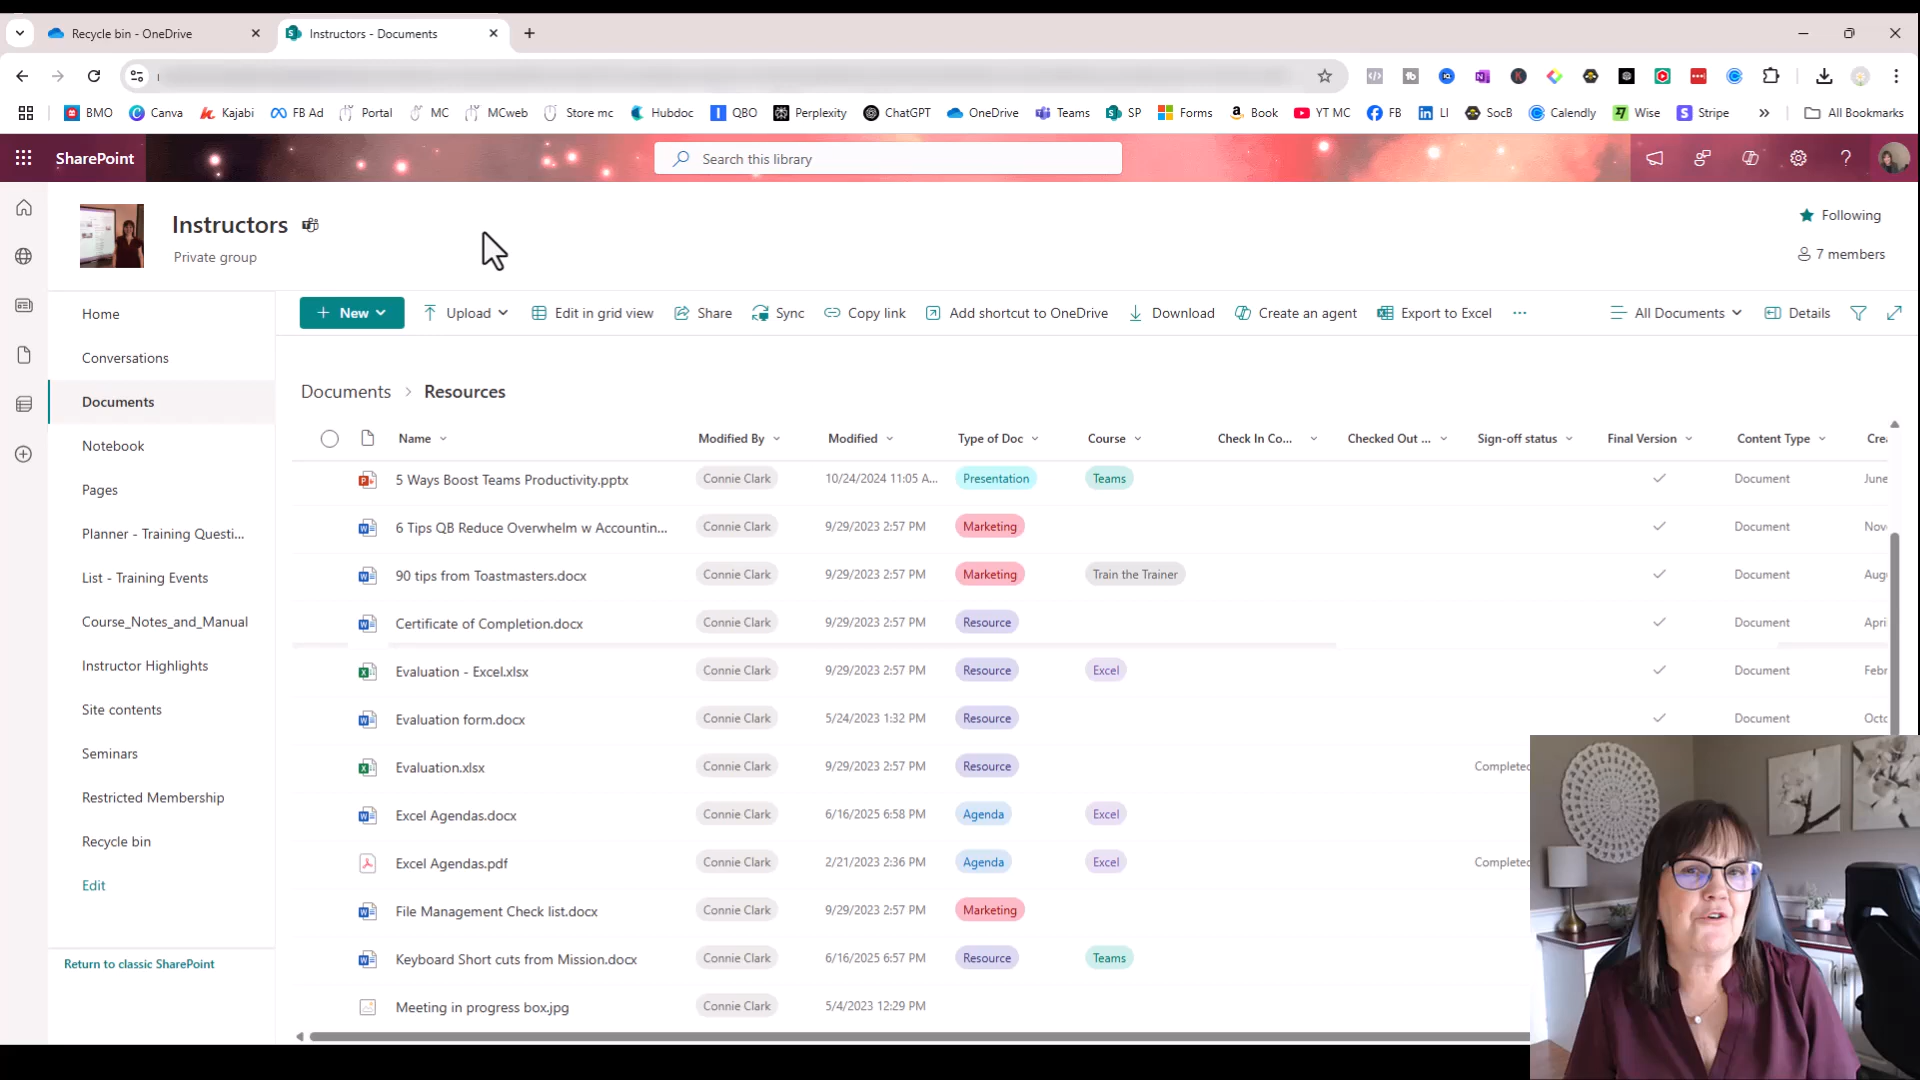 Recycle bin - OneDrive
Instructors - Documents
BMO Canva Kajabi FB Ad Portal MC MCweb Store mc Hubdoc QBO Perplexity ChatGPT OneDrive Teams SP Forms Book YT MC FB LI SocB Calendly Wise Stripe » All Bookmarks
SharePoint Search this library
Instructors
Private group
Following
7 members
Home
Conversations
Documents
Notebook
Pages
Planner - Training Questi...
List - Training Events
Course_Notes_and_Manual
Instructor Highlights
Site contents
Seminars
Restricted Membership
Recycle bin
Edit
Return to classic SharePoint
+ New Upload Edit in grid view Share Sync Copy link Add shortcut to OneDrive Download Create an agent Export to Excel ... All Documents Details
Documents > Resources
Name Modified By Modified Type of Doc Course Check In Co... Checked Out ... Sign-off status Final Version Content Type Cre
5 Ways Boost Teams Productivity.pptx Connie Clark 10/24/2024 11:05 A... Presentation Teams Document June
6 Tips QB Reduce Overwhelm w Accountin... Connie Clark 9/29/2023 2:57 PM Marketing Document Nov
90 tips from Toastmasters.docx Connie Clark 9/29/2023 2:57 PM Marketing Train the Trainer Document Aug
Certificate of Completion.docx Connie Clark 9/29/2023 2:57 PM Resource Document Apri
Evaluation - Excel.xlsx Connie Clark 9/29/2023 2:57 PM Resource Excel Document Febr
Evaluation form.docx Connie Clark 5/24/2023 1:32 PM Resource Document Octo
Evaluation.xlsx Connie Clark 9/29/2023 2:57 PM Resource Completed
Excel Agendas.docx Connie Clark 6/16/2025 6:58 PM Agenda Excel
Excel Agendas.pdf Connie Clark 2/21/2023 2:36 PM Agenda Excel Completed
File Management Check list.docx Connie Clark 9/29/2023 2:57 PM Marketing
Keyboard Short cuts from Mission.docx Connie Clark 6/16/2025 6:57 PM Resource Teams
Meeting in progress box.jpg Connie Clark 5/4/2023 12:29 PM